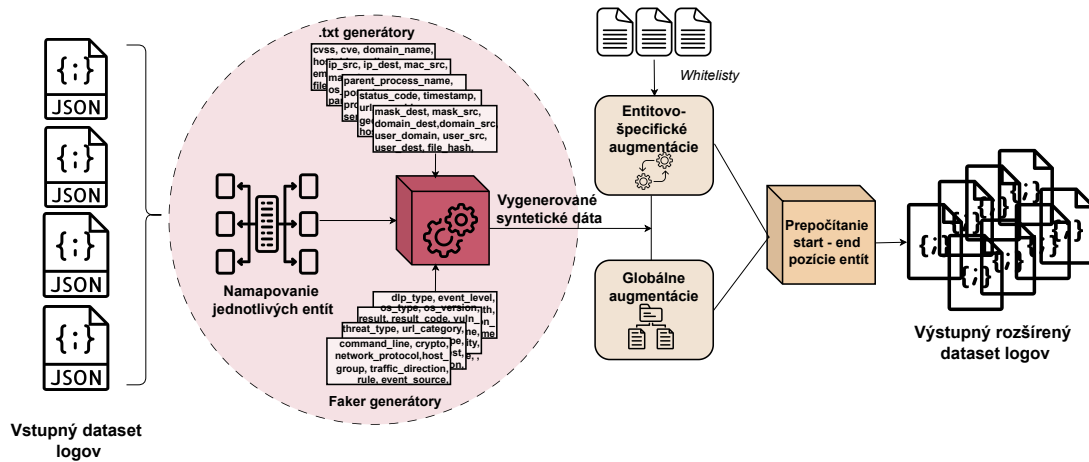 JSON
JSON
JSON
JSON
Vstupný dataset
logov
.txt generátory
cvss, cve, domain_name,
ip_src, ip_dest, mac_src,
parent_process_name,
status_code, timestamp,
mask_dest, mask_src,
domain_dest,domain_src,
user_domain, user_src,
user_dest, file_hash,
Namapovanie
jednotlivých entít
dlp_type, event_level,
os_type, os_version,
result, result_code, vuln_
threat_type, url_category,
command_line, crypto,
network_protocol,host_
group, traffic_direction,
rule, event_source,
Faker generátory
Vygenerované
syntetické dáta
Whitelisty
Entitovo-
špecifické
augmentácie
Globálne
augmentácie
Prepočítanie
start - end
pozície entít
Výstupný rozšírený
dataset logov